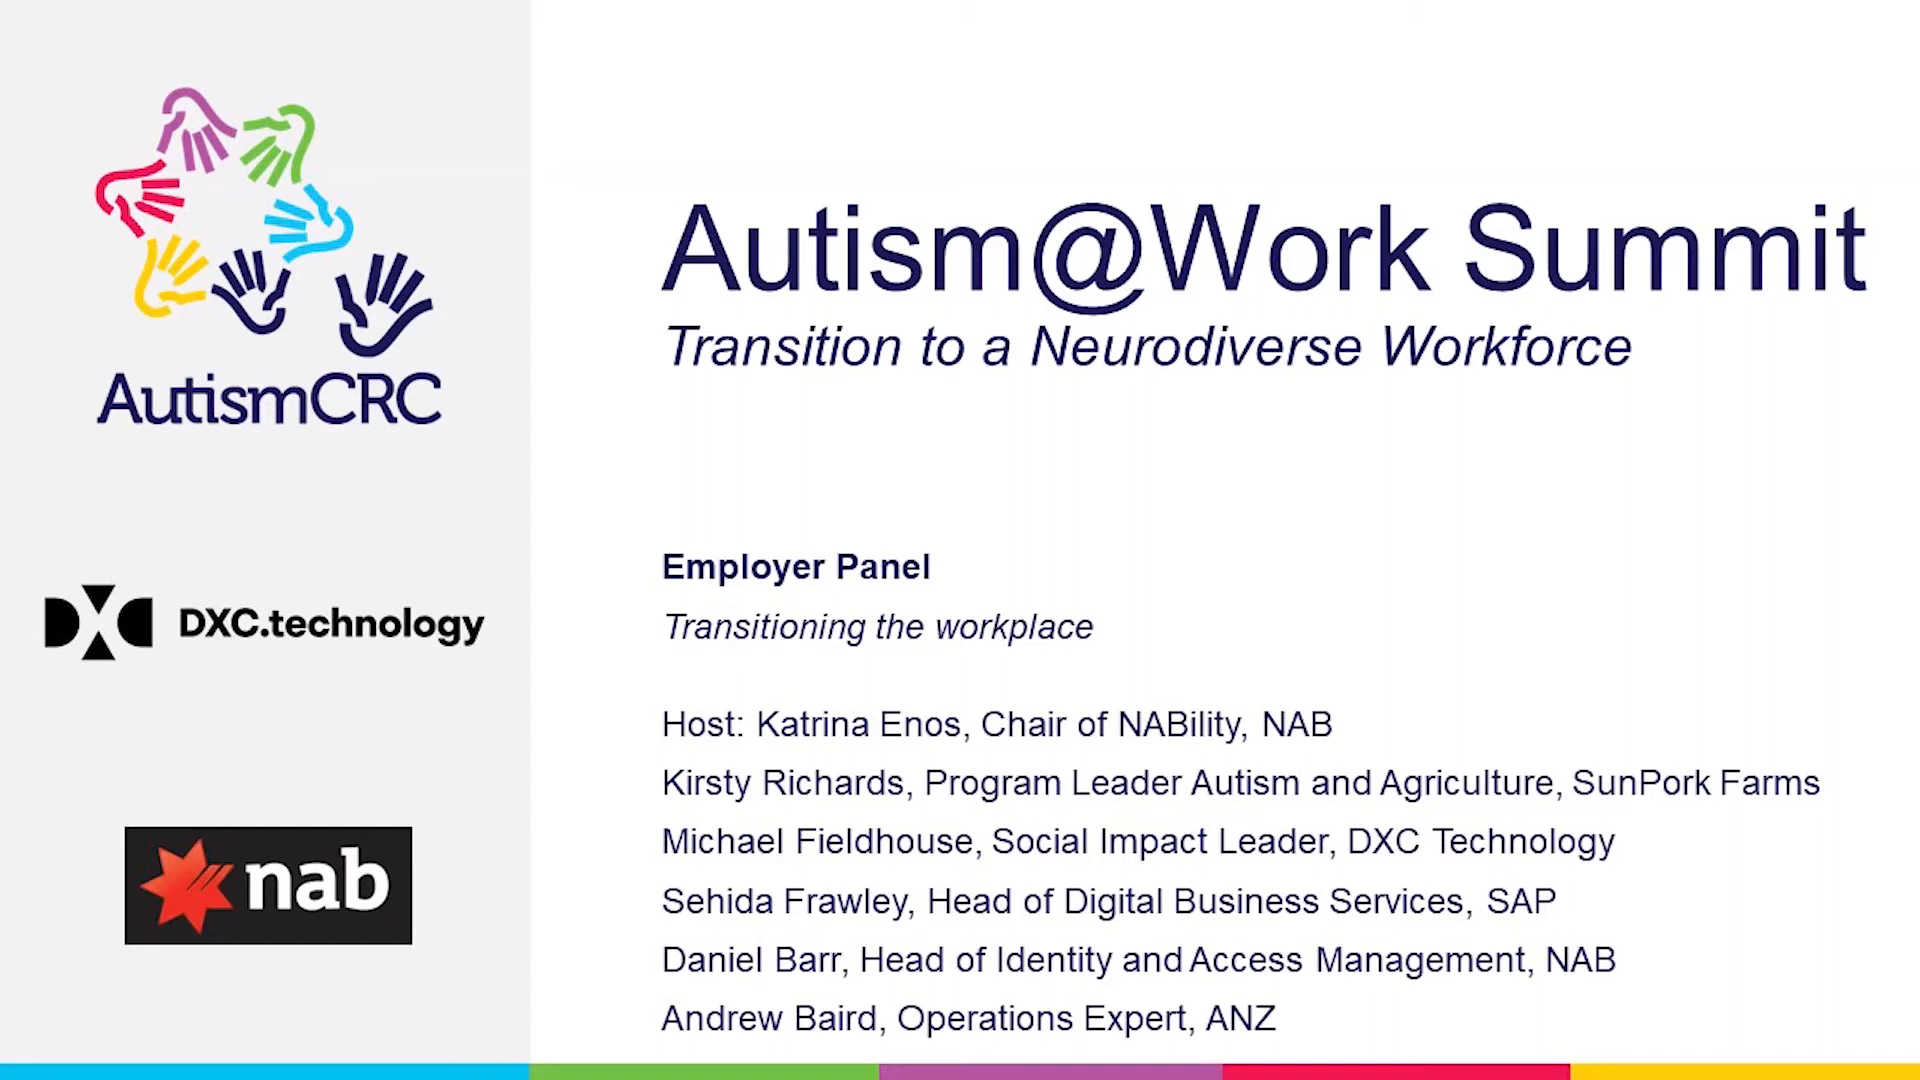 AutismCRC
DXC.technology
nab
Autism@Work Summit
Transition to a Neurodiverse Workforce
Employer Panel
Transitioning the workplace
Host: Katrina Enos, Chair of NABility, NAB
Kirsty Richards, Program Leader Autism and Agriculture, SunPork Farms
Michael Fieldhouse, Social Impact Leader, DXC Technology
Sehida Frawley, Head of Digital Business Services, SAP
Daniel Barr, Head of Identity and Access Management, NAB
Andrew Baird, Operations Expert, ANZ